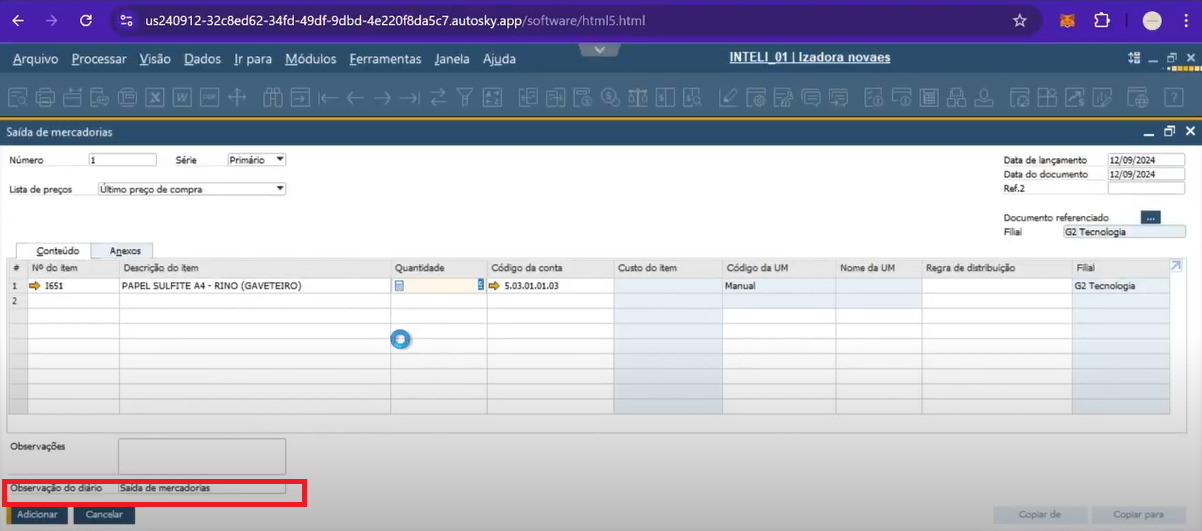 us240912-32c8ed62-34fd-49df-9dbd-4e220f8da5c7.autosky.app/software/html5.html
Arquivo Processar Visão Dados Ir para Módulos Ferramentas Janela Ajuda INTELI_01 | Izadora novaes
Saída de mercadorias
Número 1 Série Primário Data de lançamento 12/09/2024
Data do documento 12/09/2024
Lista de preços Último preço de compra Ref.2
Documento referenciado ...
Filial G2 Tecnologia
Conteúdo Anexos
# Nº do item Descrição do item Quantidade Código da conta Custo do item Código da UM Nome da UM Regra de distribuição Filial
1 I651 PAPEL SULFITE A4 - RINO (GAVETEIRO) 5.03.01.01.03 Manual G2 Tecnologia
2
Observações
Observação do diário Saída de mercadorias
Adicionar Cancelar Copiar de Copiar para